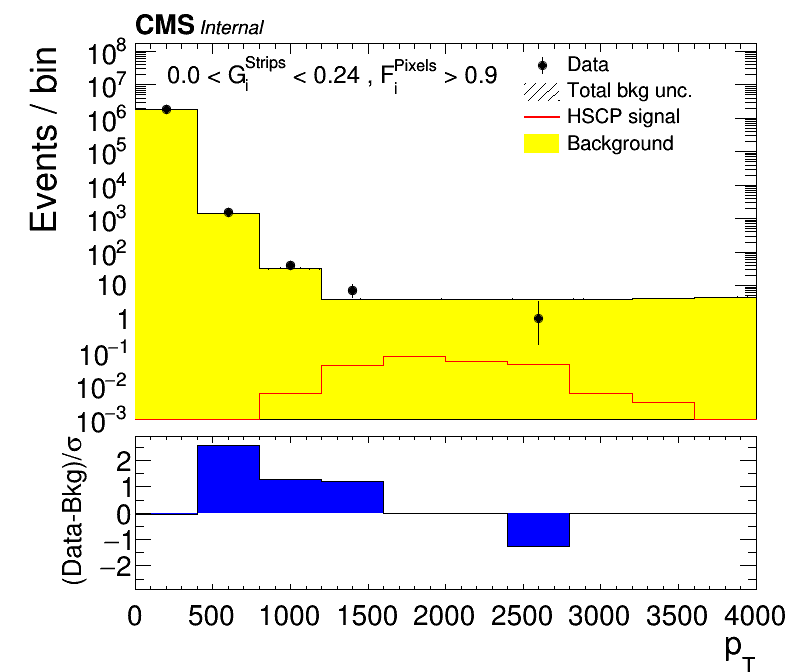 CMS Internal
0.0 < G_i^Strips < 0.24 , F_i^Pixels > 0.9
Data
Total bkg unc.
HSCP signal
Background
Events / bin
10^8
10^7
10^6
10^5
10^4
10^3
10^2
10
1
10^−1
10^−2
10^−3
(Data-Bkg)/σ
2
1
0
−1
−2
0 500 1000 1500 2000 2500 3000 3500 4000
p_T